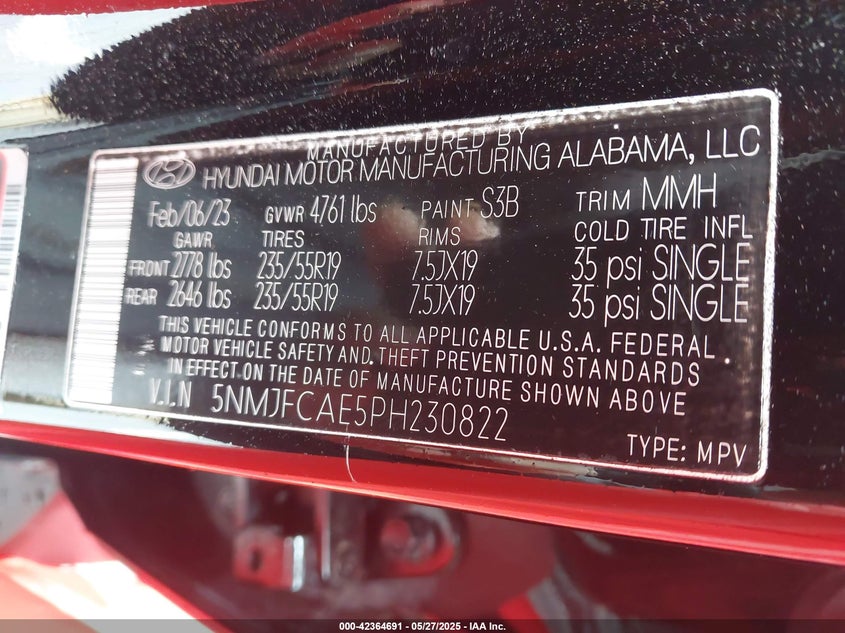 MANUFACTURED BY
HYUNDAI MOTOR MANUFACTURING ALABAMA, LLC
Feb/06/23 GVWR 4761 lbs PAINT S3B TRIM MMH
GAWR TIRES RIMS COLD TIRE INFL
FRONT 2778 lbs 235/55R19 7.5JX19 35 psi SINGLE
REAR 2646 lbs 235/55R19 7.5JX19 35 psi SINGLE
THIS VEHICLE CONFORMS TO ALL APPLICABLE U.S.A. FEDERAL
MOTOR VEHICLE SAFETY AND, THEFT PREVENTION STANDARDS
IN EFFECT ON THE DATE OF MANUFACTURE SHOWN ABOVE
V.I.N 5NMJFCAE5PH230822
TYPE: MPV
000-42364691 - 05/27/2025 - IAA Inc.